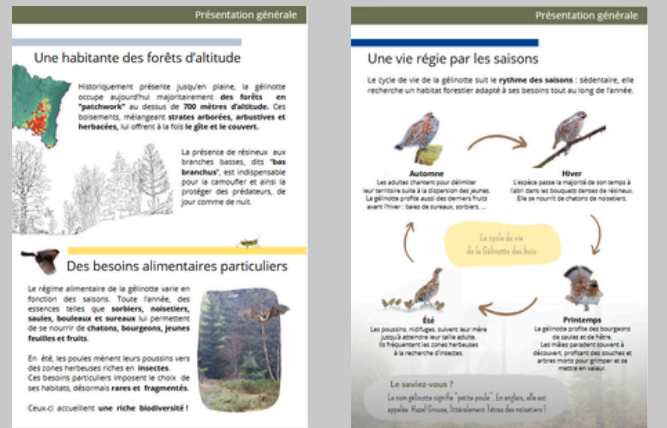 Présentation générale
Une habitante des forêts d'altitude
Historiquement présente jusqu'en plaine, la gélinotte
occupe aujourd'hui majoritairement des forêts en
"patchwork" au dessus de 700 mètres d'altitude. Ces
boisements, mélangeant strates arborées, arbustives et
herbacées, lui offrent à la fois le gîte et le couvert.
La présence de résineux aux
branches basses, dits "bas
branchus", est indispensable
pour la camoufler et ainsi la
protéger des prédateurs, de
jour comme de nuit.
Des besoins alimentaires particuliers
Le régime alimentaire de la gélinotte varie en
fonction des saisons. Toute l'année, des
essences telles que sorbiers, noisetiers,
saules, bouleaux et sureaux lui permettent
de se nourrir de chatons, bourgeons, jeunes
feuilles et fruits.
En été, les poules mènent leurs poussins vers
des zones herbeuses riches en insectes.
Ces besoins particuliers imposent le choix de
ses habitats, désormais rares et fragmentés.
Ceux-ci accueillent une riche biodiversité !
Présentation générale
Une vie régie par les saisons
Le cycle de vie de la gélinotte suit le rythme des saisons : sédentaire, elle
recherche un habitat forestier adapté à ses besoins tout au long de l'année.
Automne
Les adultes chantent pour délimiter
leur territoire suite à la dispersion des jeunes.
La gélinotte profite aussi des derniers fruits
avant l'hiver : baies de sureaux, sorbiers, ...
Hiver
L'espèce passe la majorité de son temps à
l'abri dans les bouquets denses de résineux.
Elle se nourrit de chatons de noisetiers.
Le cycle de vie
de la Gélinotte des bois
Été
Les poussins, nidifuges, suivent leur mère
jusqu'à atteindre leur taille adulte.
Ils fréquentent les zones herbeuses
à la recherche d'insectes.
Printemps
La gélinotte profite des bourgeons
de saules et de hêtre.
Les mâles paradent souvent à
découvert, profitant des souches et
arbres morts pour grimper et se
mettre en valeur.
Le saviez-vous ?
Le nom gélinotte signifie "petite poule". En anglais, elle est
appelée Hazel Grouse, littéralement Tétras des noisetiers !